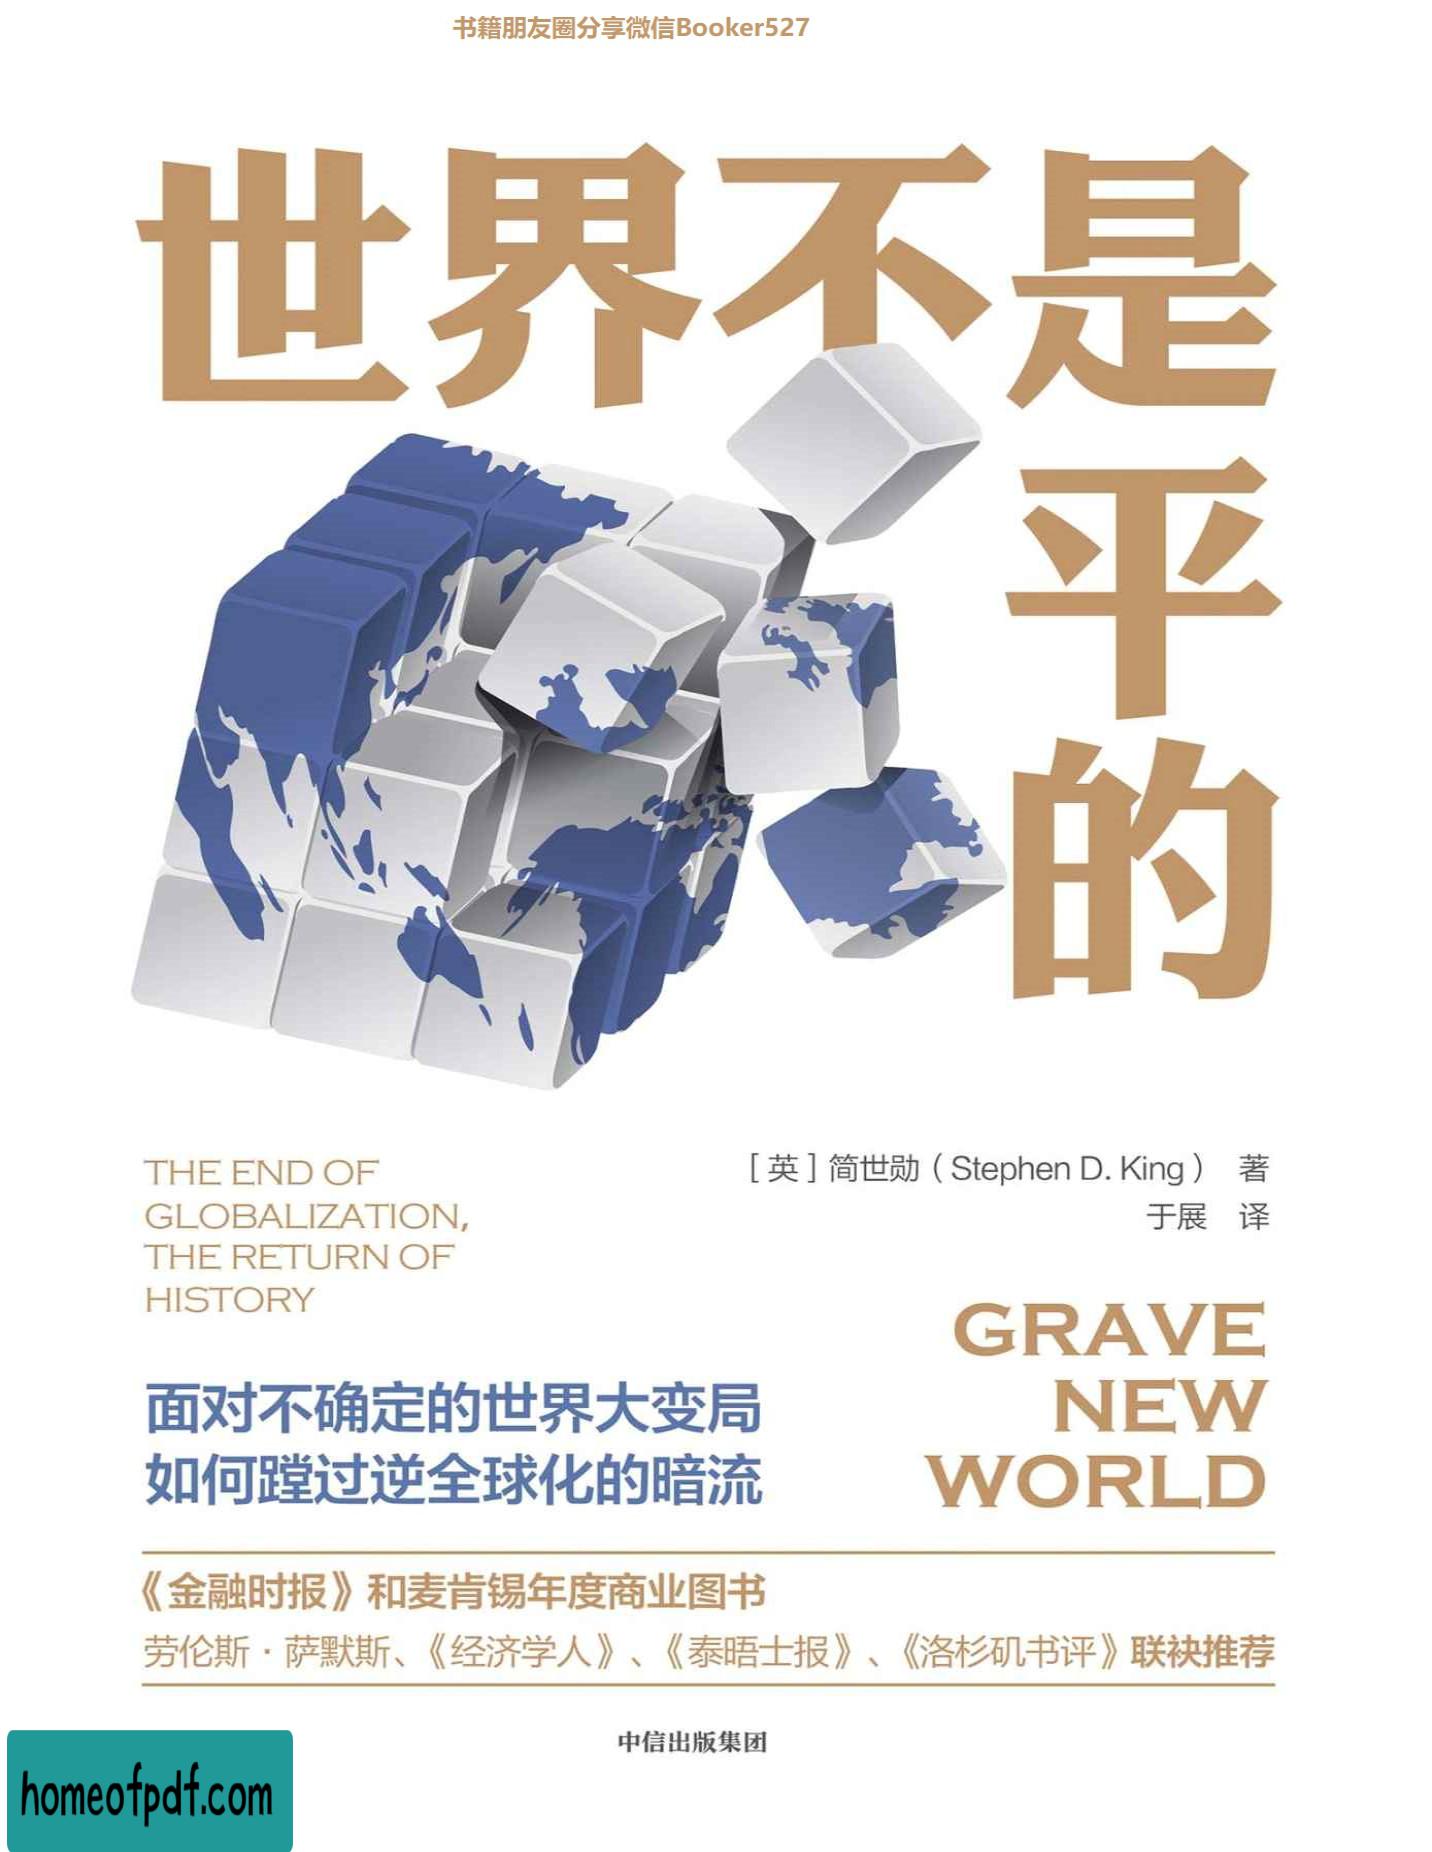 书籍朋友圈分享微信Booker527
世界不是
平
的
THE END OF
GLOBALIZATION,
THE RETURN OF
HISTORY
［英］简世勋（Stephen D. King） 著
于展 译
GRAVE
NEW
WORLD
面对不确定的世界大变局
如何蹚过逆全球化的暗流
《金融时报》和麦肯锡年度商业图书
劳伦斯·萨默斯、《经济学人》、《泰晤士报》、《洛杉矶书评》联袂推荐
中信出版集团
homeofpdf.com